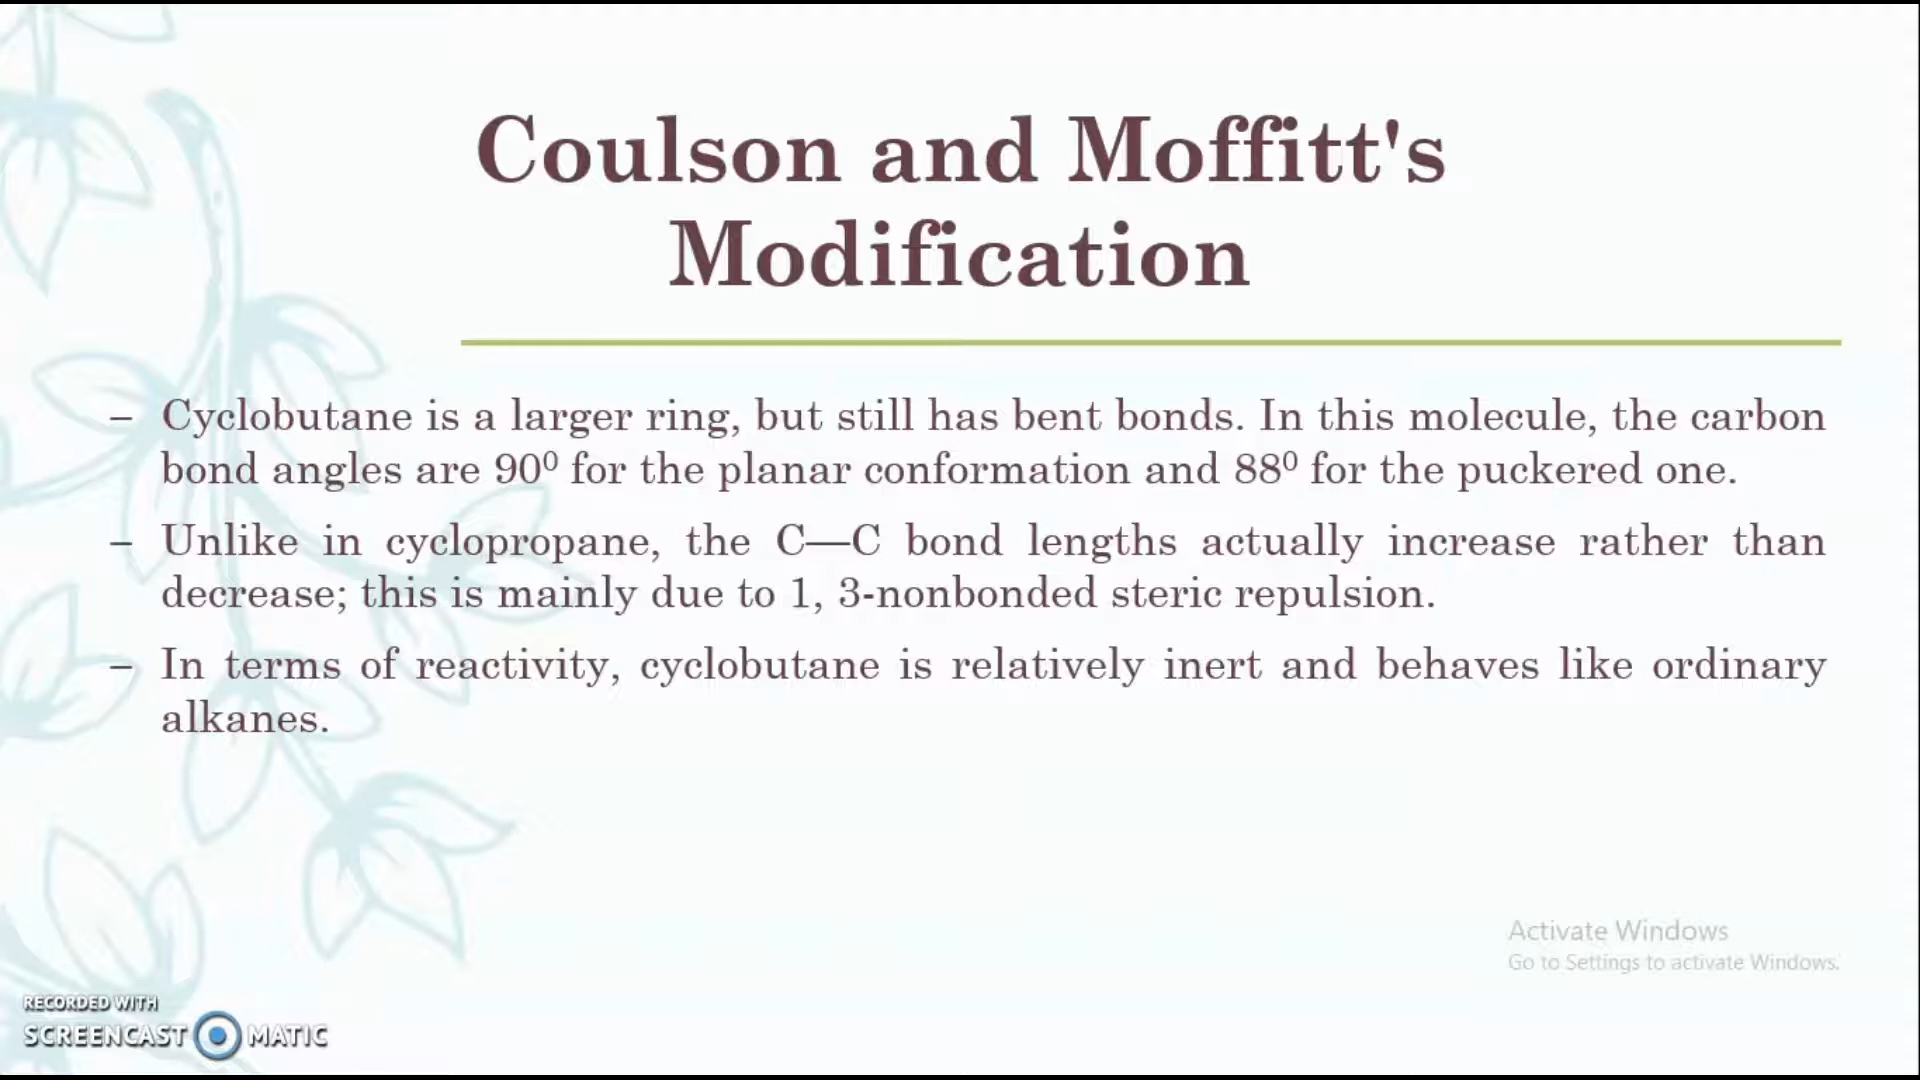 Coulson and Moffitt's
Modification
– Cyclobutane is a larger ring, but still has bent bonds. In this molecule, the carbon
bond angles are 90⁰ for the planar conformation and 88⁰ for the puckered one.
– Unlike in cyclopropane, the C—C bond lengths actually increase rather than
decrease; this is mainly due to 1, 3-nonbonded steric repulsion.
– In terms of reactivity, cyclobutane is relatively inert and behaves like ordinary
alkanes.
Activate Windows
Go to Settings to activate Windows.
RECORDED WITH
SCREENCAST MATIC